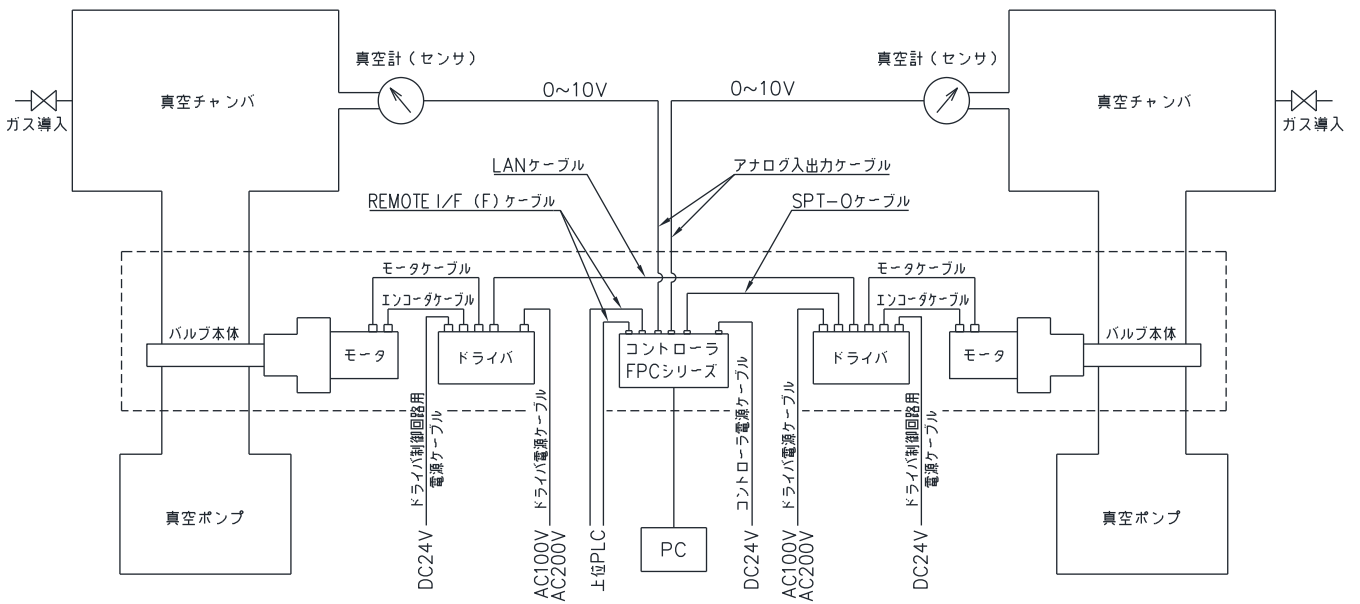 真空計(センサ)
真空計(センサ)
真空チャンバ
0~10V
0~10V
真空チャンバ
ガス導入
ガス導入
LANケーブル
アナログ入出力ケーブル
REMOTE I/F (F) ケーブル
SPT-0ケーブル
モータケーブル
モータケーブル
エンコーダケーブル
エンコーダケーブル
バルブ本体
モータ
ドライバ
コントローラ
FPCシリーズ
ドライバ
モータ
バルブ本体
ドライバ制御回路用
電源ケーブル
ドライバ電源ケーブル
コントローラ電源ケーブル
ドライバ電源ケーブル
ドライバ制御回路用
電源ケーブル
真空ポンプ
真空ポンプ
DC24V
AC100V
AC200V
上位PLC
PC
DC24V
AC100V
AC200V
DC24V